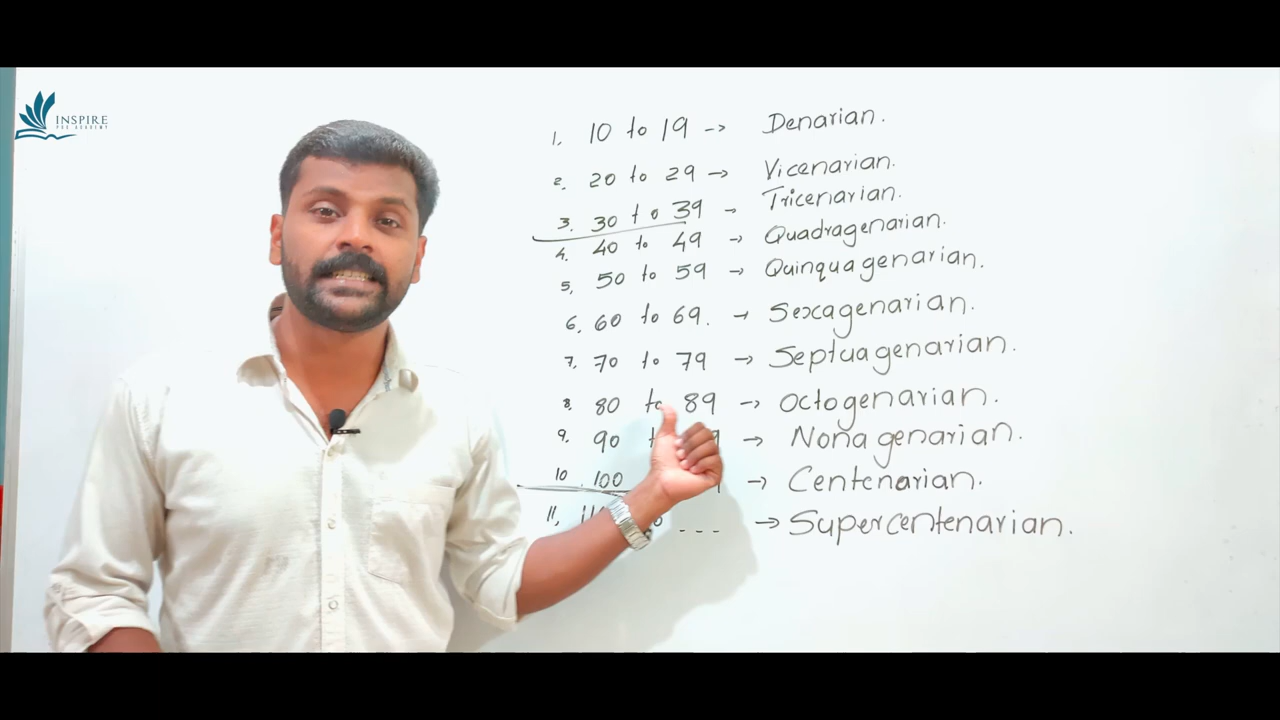 INSPIRE
PSC ACADEMY
1. 10 to 19 -> Denarian.
2. 20 to 29 -> Vicenarian.
3. 30 to 39 -> Tricenarian.
4. 40 to 49 -> Quadragenarian.
5. 50 to 59 -> Quinquagenarian.
6. 60 to 69. -> Sexagenarian.
7. 70 to 79 -> Septuagenarian.
8. 80 to 89 -> Octogenarian.
9. 90 -> Nonagenarian.
10. 100 -> Centenarian.
11, --- -> Supercentenarian.